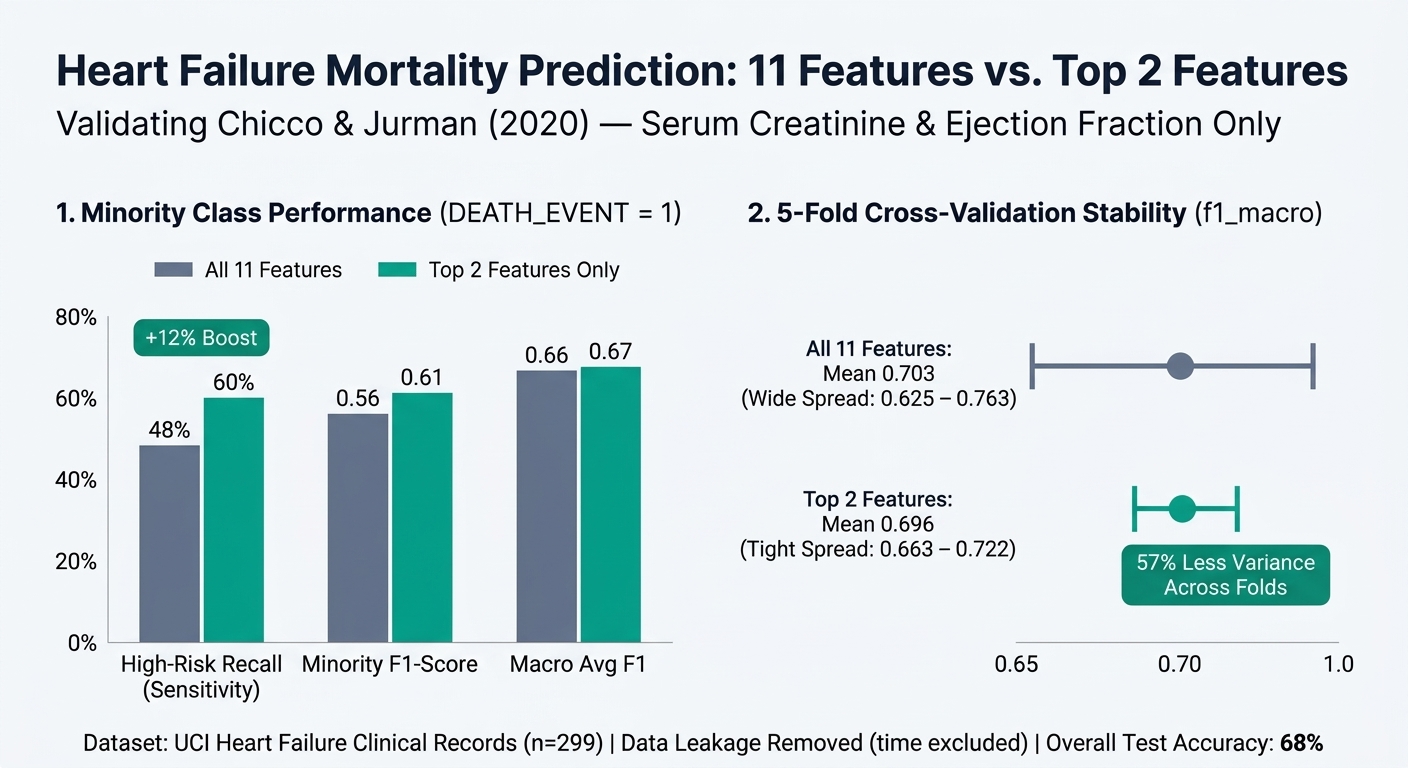 Heart Failure Mortality Prediction: 11 Features vs. Top 2 Features
Validating Chicco & Jurman (2020) — Serum Creatinine & Ejection Fraction Only
1. Minority Class Performance (DEATH_EVENT = 1)
All 11 Features
Top 2 Features Only
80%
60%
40%
20%
0%
+12% Boost
48%
60%
0.56
0.61
0.66
0.67
High-Risk Recall
(Sensitivity)
Minority F1-Score
Macro Avg F1
2. 5-Fold Cross-Validation Stability (f1_macro)
All 11 Features:
Mean 0.703
(Wide Spread: 0.625 – 0.763)
Top 2 Features:
Mean 0.696
(Tight Spread: 0.663 – 0.722)
57% Less Variance
Across Folds
0.65
0.70
1.0
Dataset: UCI Heart Failure Clinical Records (n=299) | Data Leakage Removed (time excluded) | Overall Test Accuracy: 68%